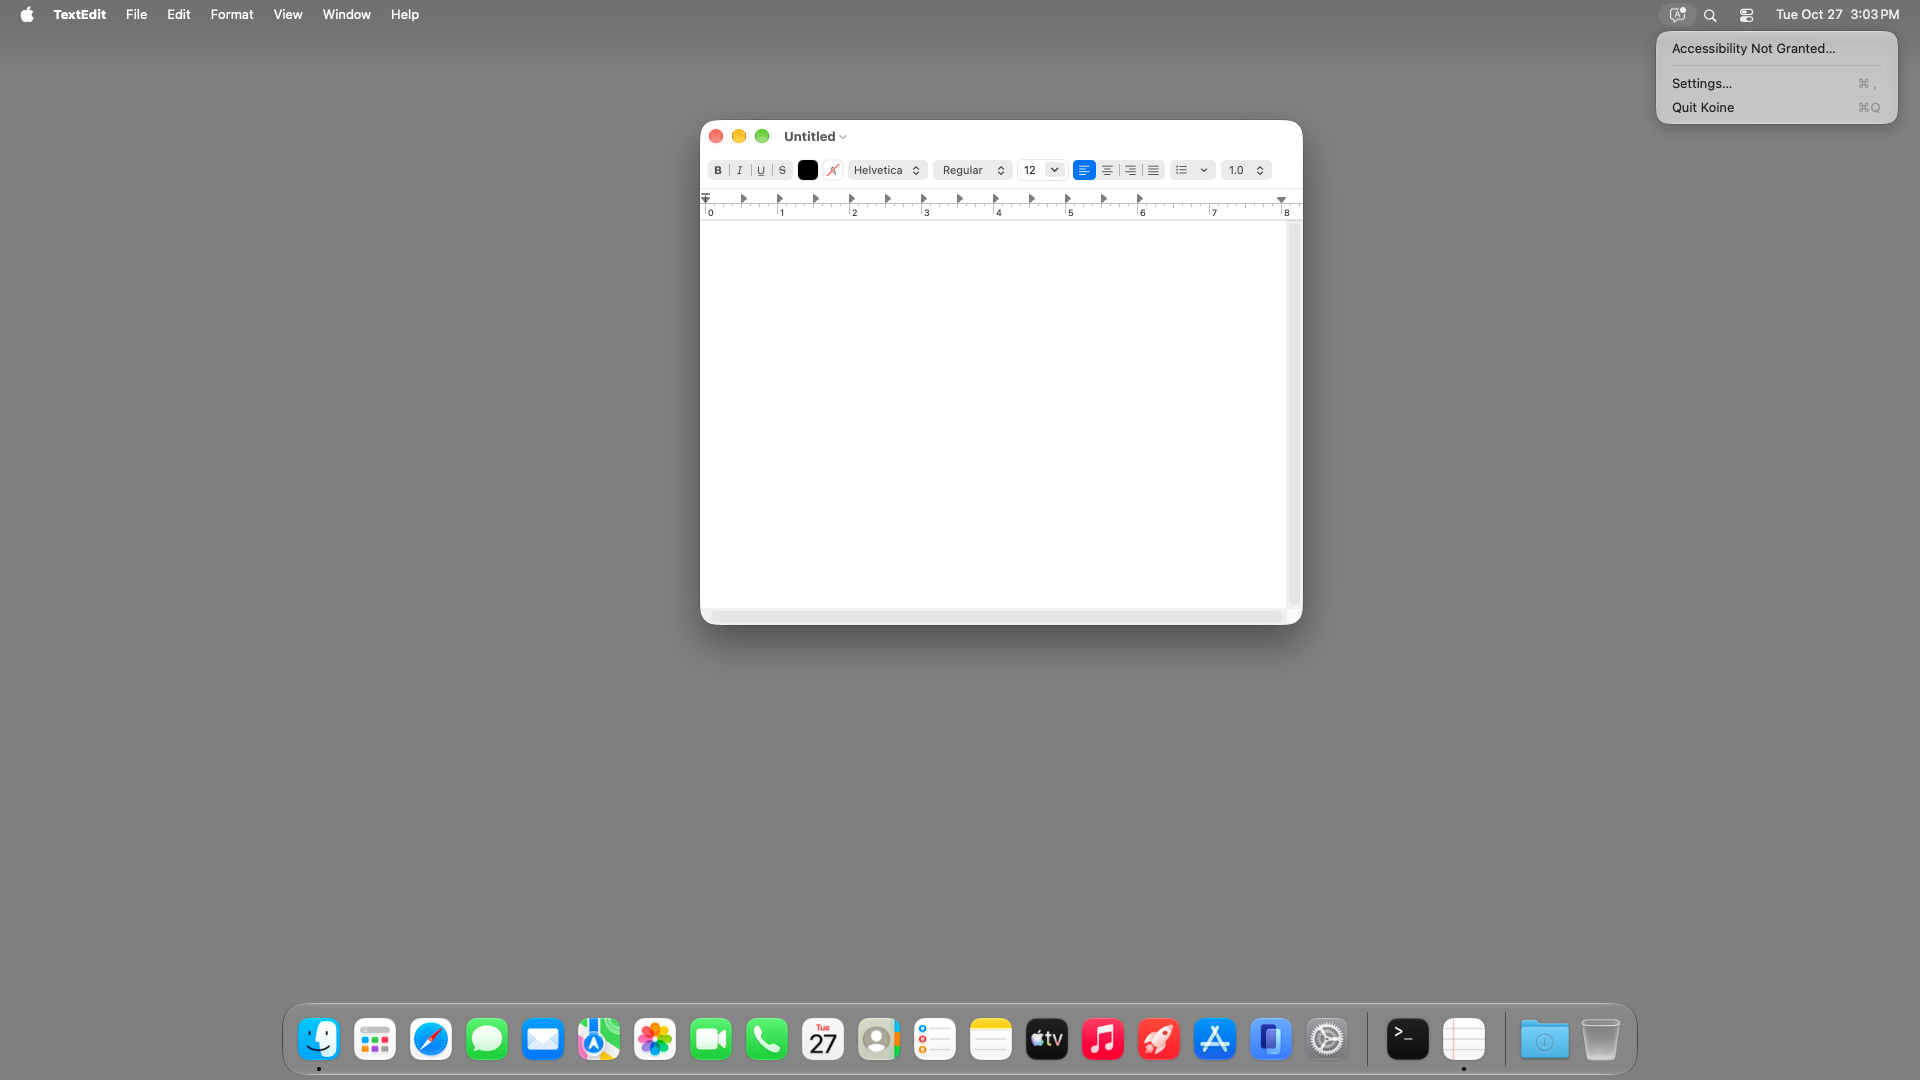 TextEdit File Edit Format View Window Help Tue Oct 27 3:03 PM
Accessibility Not Granted...
Settings... ⌘ ,
Quit Koine ⌘Q
Untitled
B I U S Helvetica Regular 12 1.0
0 1 2 3 4 5 6 7 8
Tue
27
tv
>_